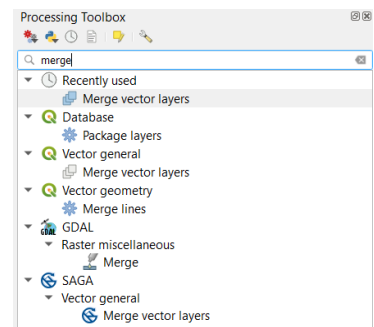 Processing Toolbox
merge
Recently used
Merge vector layers
Database
Package layers
Vector general
Merge vector layers
Vector geometry
Merge lines
GDAL
Raster miscellaneous
Merge
SAGA
Vector general
Merge vector layers